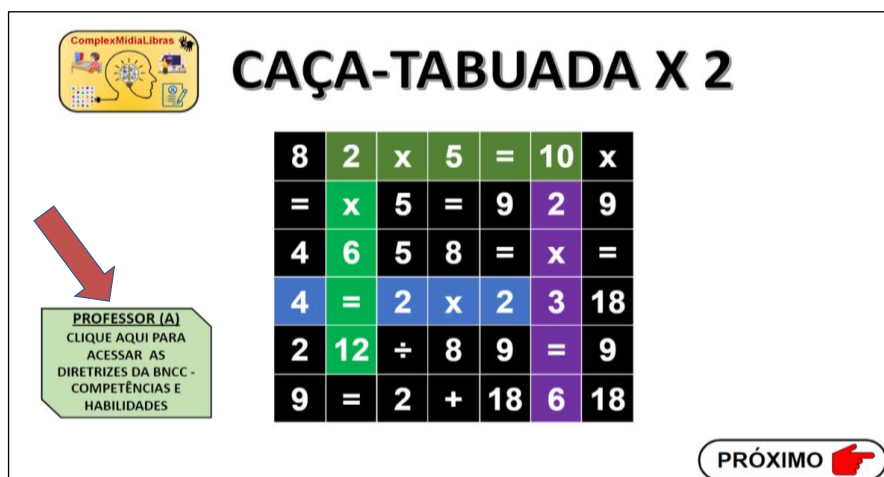 ComplexMidiaLibras
CAÇA-TABUADA X 2
8 2 x 5 = 10 x
= x 5 = 9 2 9
4 6 5 8 = x =
4 = 2 x 2 3 18
2 12 ÷ 8 9 = 9
9 = 2 + 18 6 18
PROFESSOR (A)
CLIQUE AQUI PARA
ACESSAR AS
DIRETRIZES DA BNCC -
COMPETÊNCIAS E
HABILIDADES
PRÓXIMO